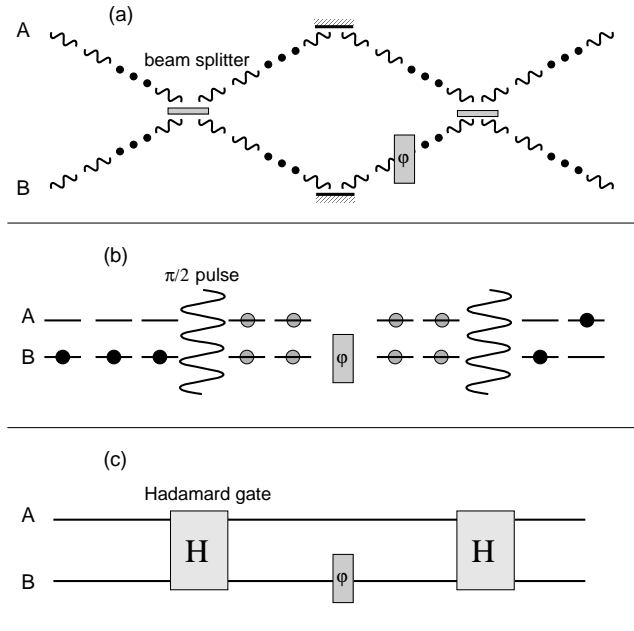 (a)
A
beam splitter
φ
B
(b)
π/2 pulse
A
B
φ
(c)
Hadamard gate
A
H
H
B
φ